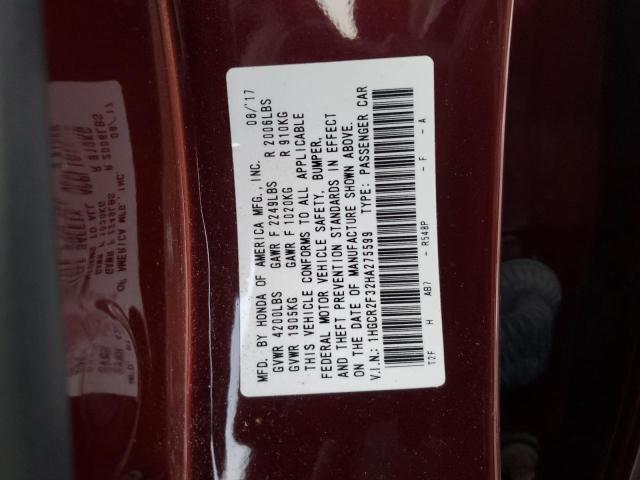 MFD. BY HONDA OF AMERICA MFG., INC. 08/'17
GVWR 4200LBS GAWR F 2249LBS R 2006LBS
GVWR 1905KG GAWR F 1020KG R 910KG
THIS VEHICLE CONFORMS TO ALL APPLICABLE
FEDERAL MOTOR VEHICLE SAFETY, BUMPER,
AND THEFT PREVENTION STANDARDS IN EFFECT
ON THE DATE OF MANUFACTURE SHOWN ABOVE.
V.I.N.: 1HGCR2F32HA275599 TYPE: PASSENGER CAR
T2F H AB7 - R548P - F - A